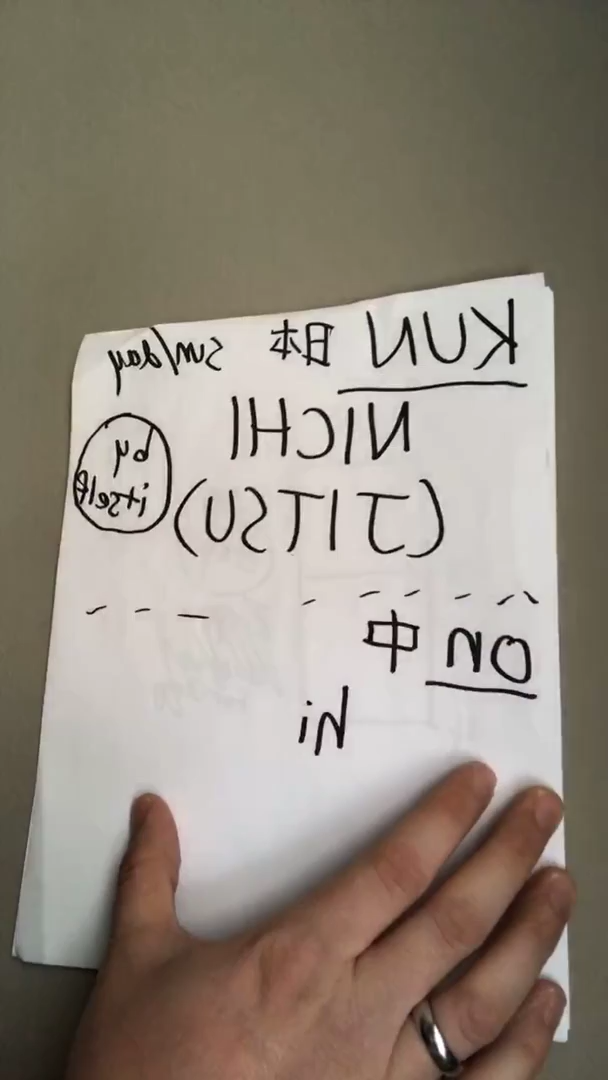 KUN 日本 sun/day
NICHI
(JITSU)
by
itself
on 中
hi